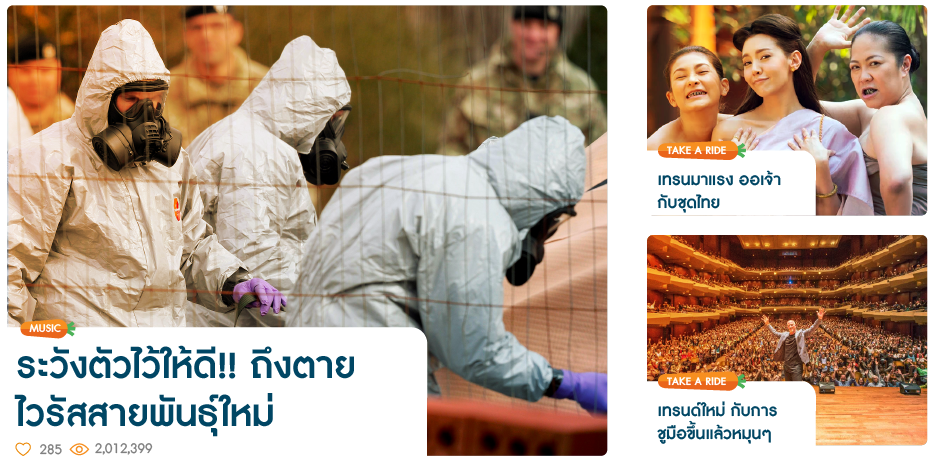 MUSIC
ระวังตัวไว้ให้ดี!! ถึงตาย
ไวรัสสายพันธุ์ใหม่
285 2,012,399
TAKE A RIDE
เทรนมาแรง ออเจ้า
กับชุดไทย
TAKE A RIDE
เทรนด์ใหม่ กับการ
ชูมือขึ้นแล้วหมุนๆ